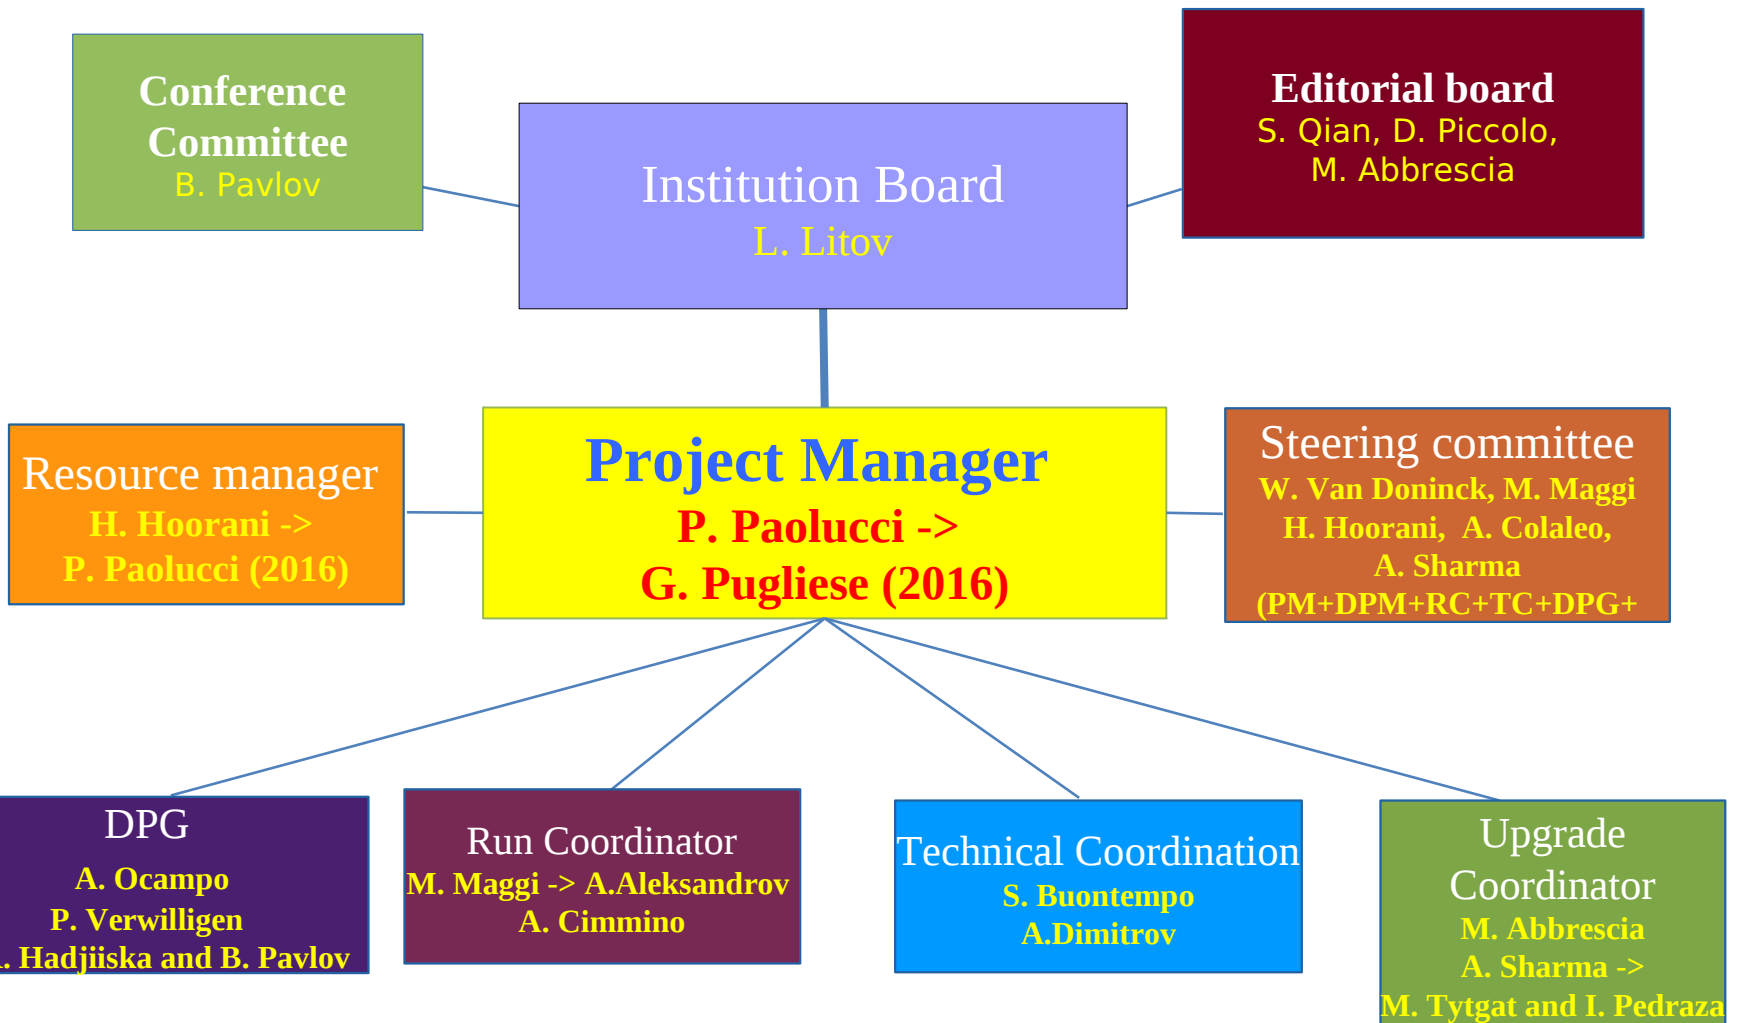 Conference
Committee
B. Pavlov
Institution Board
L. Litov
Editorial board
S. Qian, D. Piccolo,
M. Abbrescia
Resource manager
H. Hoorani ->
P. Paolucci (2016)
Project Manager
P. Paolucci ->
G. Pugliese (2016)
Steering committee
W. Van Doninck, M. Maggi
H. Hoorani, A. Colaleo,
A. Sharma
(PM+DPM+RC+TC+DPG+
DPG
A. Ocampo
P. Verwilligen
Hadjiiska and B. Pavlov
Run Coordinator
M. Maggi -> A.Aleksandrov
A. Cimmino
Technical Coordination
S. Buontempo
A.Dimitrov
Upgrade
Coordinator
M. Abbrescia
A. Sharma ->
M. Tytgat and I. Pedraza